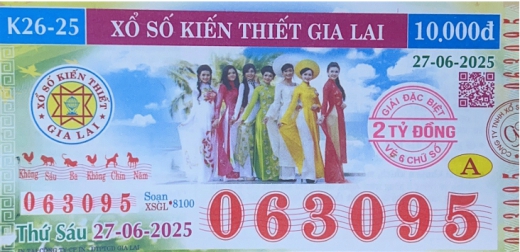 K26-25
XỔ SỐ KIẾN THIẾT GIA LAI
10,000đ
27-06-2025
XỔ SỐ KIẾN THIẾT
GIA LAI
GIẢI ĐẶC BIỆT
2 TỶ ĐỒNG
VÉ 6 CHỮ SỐ
A
Không Sáu Ba Không Chín Năm
063095
Soạn
XSGL 8100
063095
Thứ Sáu 27-06-2025